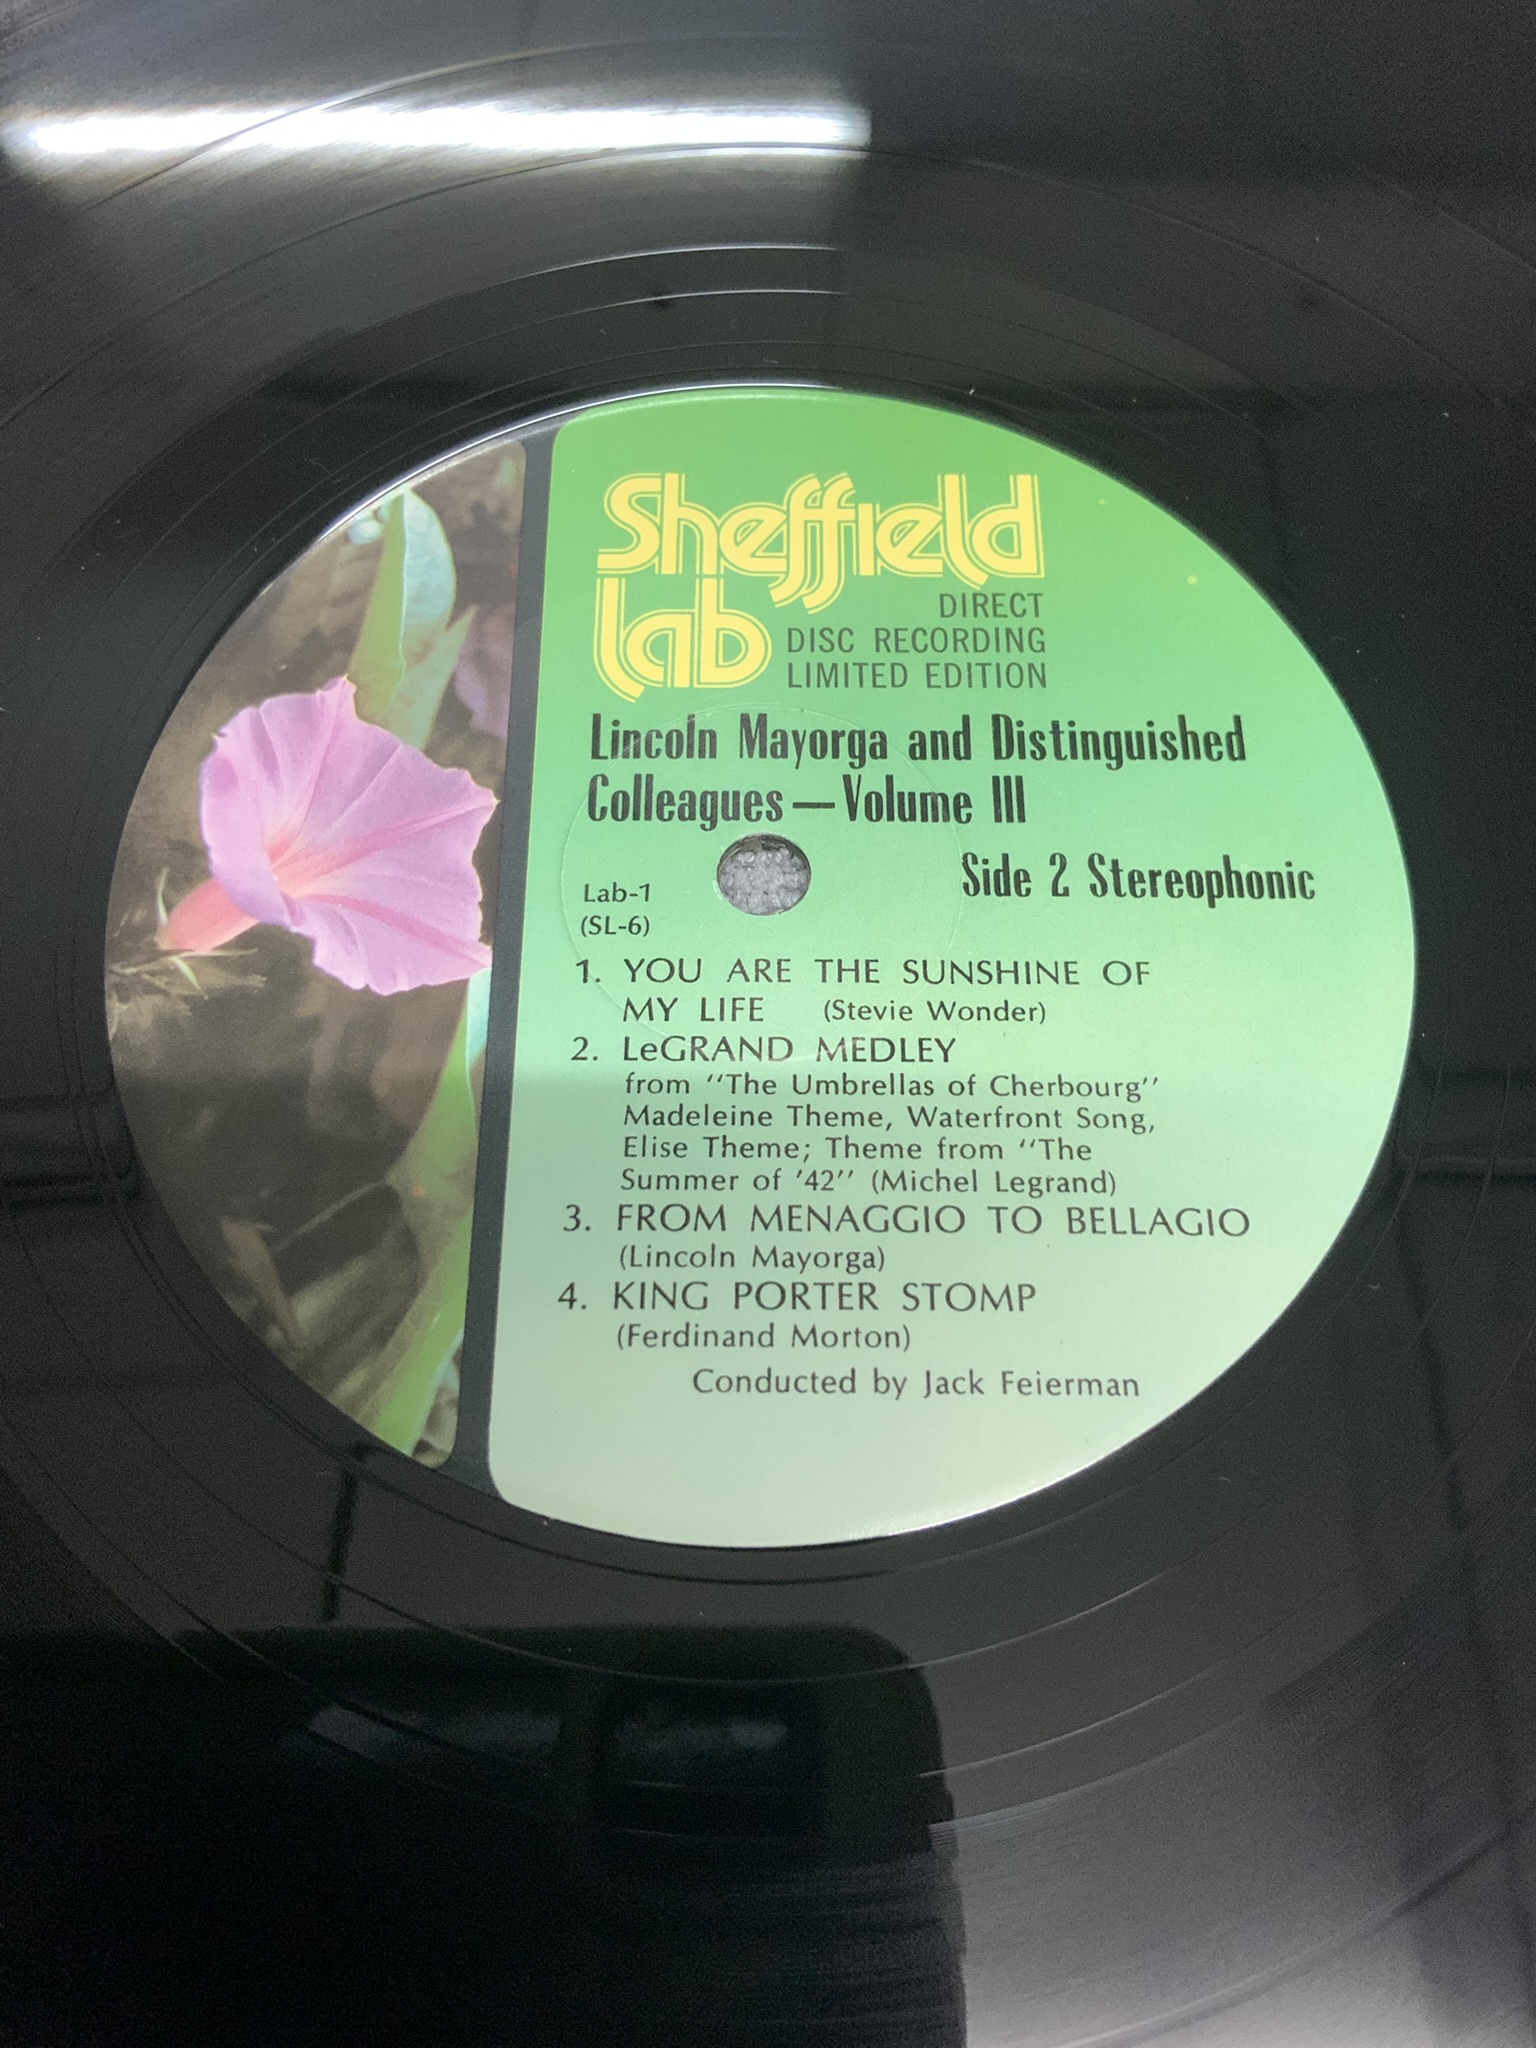 Sheffield
lab
DIRECT
DISC RECORDING
LIMITED EDITION
Lincoln Mayorga and Distinguished
Colleagues—Volume III
Side 2 Stereophonic
Lab-1
(SL-6)
1. YOU ARE THE SUNSHINE OF
MY LIFE (Stevie Wonder)
2. LeGRAND MEDLEY
from ‘‘The Umbrellas of Cherbourg’’
Madeleine Theme, Waterfront Song,
Elise Theme; Theme from ‘‘The
Summer of ’42’’ (Michel Legrand)
3. FROM MENAGGIO TO BELLAGIO
(Lincoln Mayorga)
4. KING PORTER STOMP
(Ferdinand Morton)
Conducted by Jack Feierman